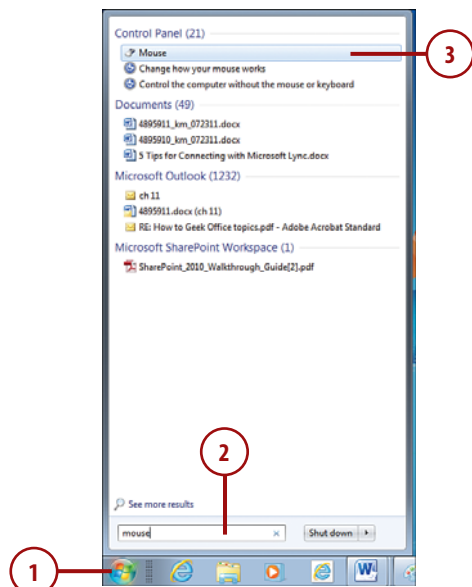 Control Panel (21)
Mouse
3
Change how your mouse works
Control the computer without the mouse or keyboard
Documents (49)
4895911_km_072311.docx
4895910_km_072311.docx
5 Tips for Connecting with Microsoft Lync.docx
Microsoft Outlook (1232)
ch 11
4895911.docx (ch 11)
RE: How to Geek Office topics.pdf - Adobe Acrobat Standard
Microsoft SharePoint Workspace (1)
SharePoint_2010_Walkthrough_Guide[2].pdf
2
See more results
mouse
Shut down
1